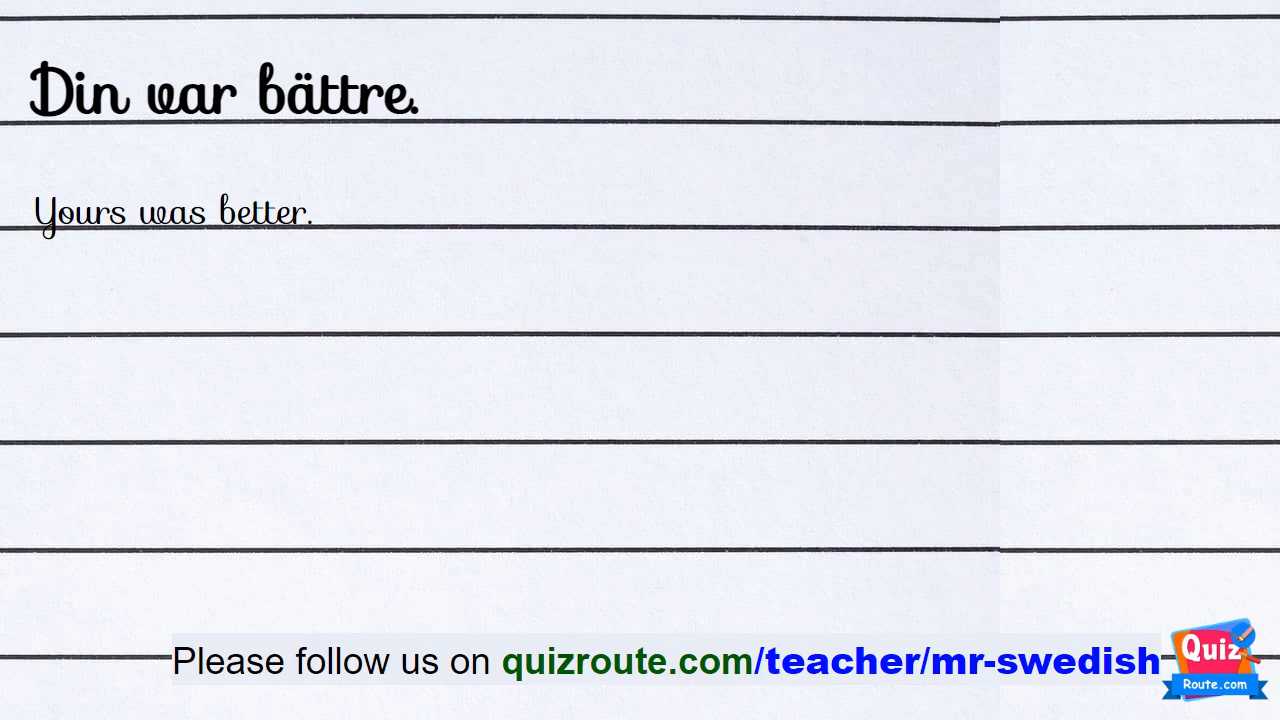 Din var bättre.
Yours was better.
Please follow us on quizroute.com/teacher/mr-swedish
Quiz
Route.com